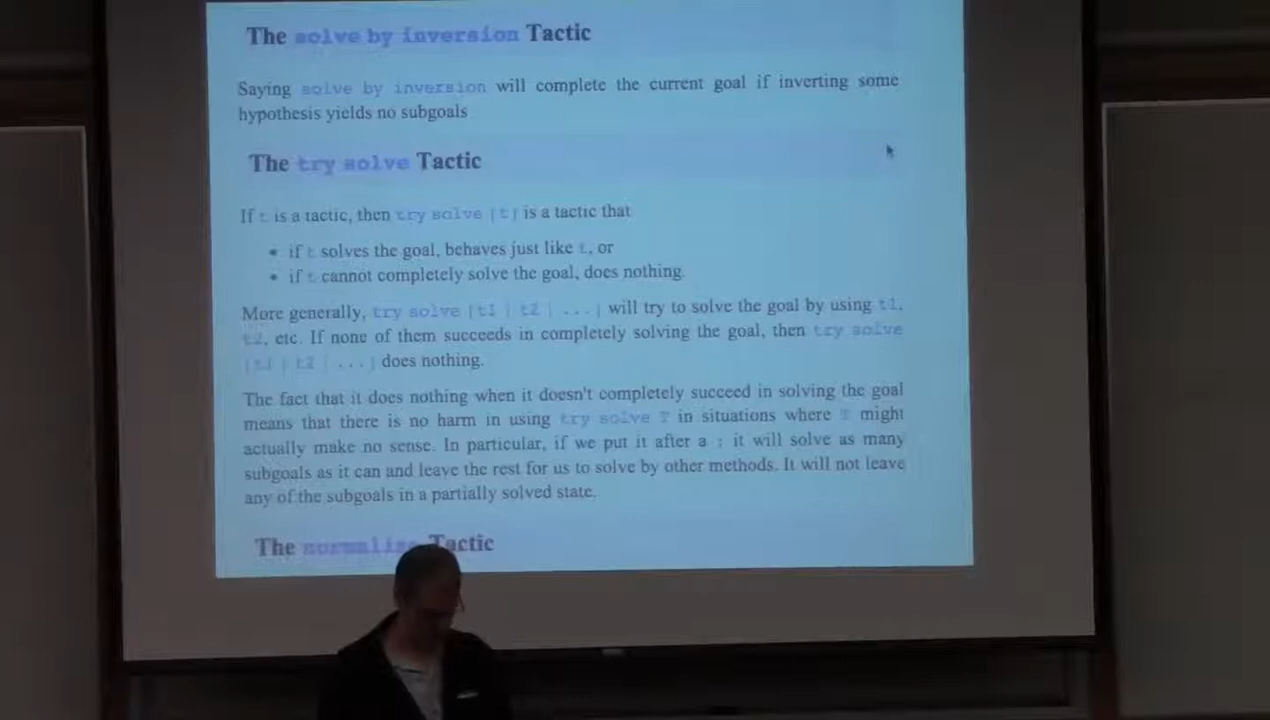 The solve by inversion Tactic
Saying solve by inversion will complete the current goal if inverting some
hypothesis yields no subgoals
The try solve Tactic
If t is a tactic, then try solve [t] is a tactic that
• if t solves the goal, behaves just like t, or
• if t cannot completely solve the goal, does nothing.
More generally, try solve [t1 | t2 | ...] will try to solve the goal by using t1,
t2, etc. If none of them succeeds in completely solving the goal, then try solve
[t1 | t2 | ...] does nothing.
The fact that it does nothing when it doesn't completely succeed in solving the goal
means that there is no harm in using try solve T in situations where T might
actually make no sense. In particular, if we put it after a ; it will solve as many
subgoals as it can and leave the rest for us to solve by other methods. It will not leave
any of the subgoals in a partially solved state.
The normalize Tactic